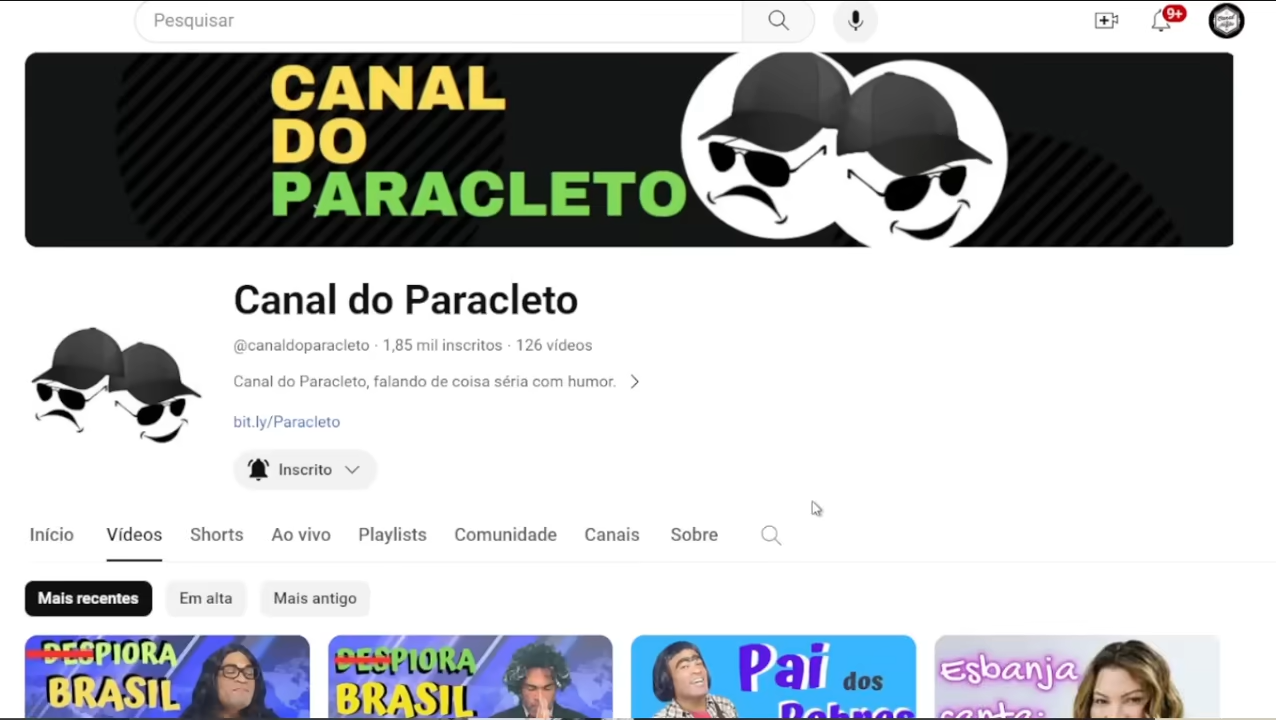 Pesquisar
9+
CANAL
DO
PARACLETO
Canal do Paracleto
@canaldoparacleto · 1,85 mil inscritos · 126 vídeos
Canal do Paracleto, falando de coisa séria com humor.
bit.ly/Paracleto
Inscrito
Início Vídeos Shorts Ao vivo Playlists Comunidade Canais Sobre
Mais recentes Em alta Mais antigo
DESPIORA
BRASIL
DESPIORA
BRASIL
Pai dos
Pobres
Esbanja